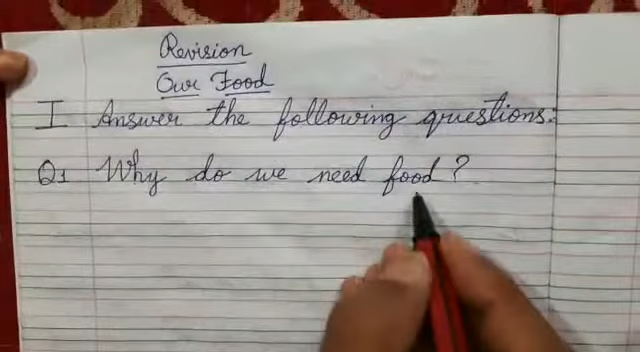 Revision
Our Food
I Answer the following questions:
Q1 Why do we need food?